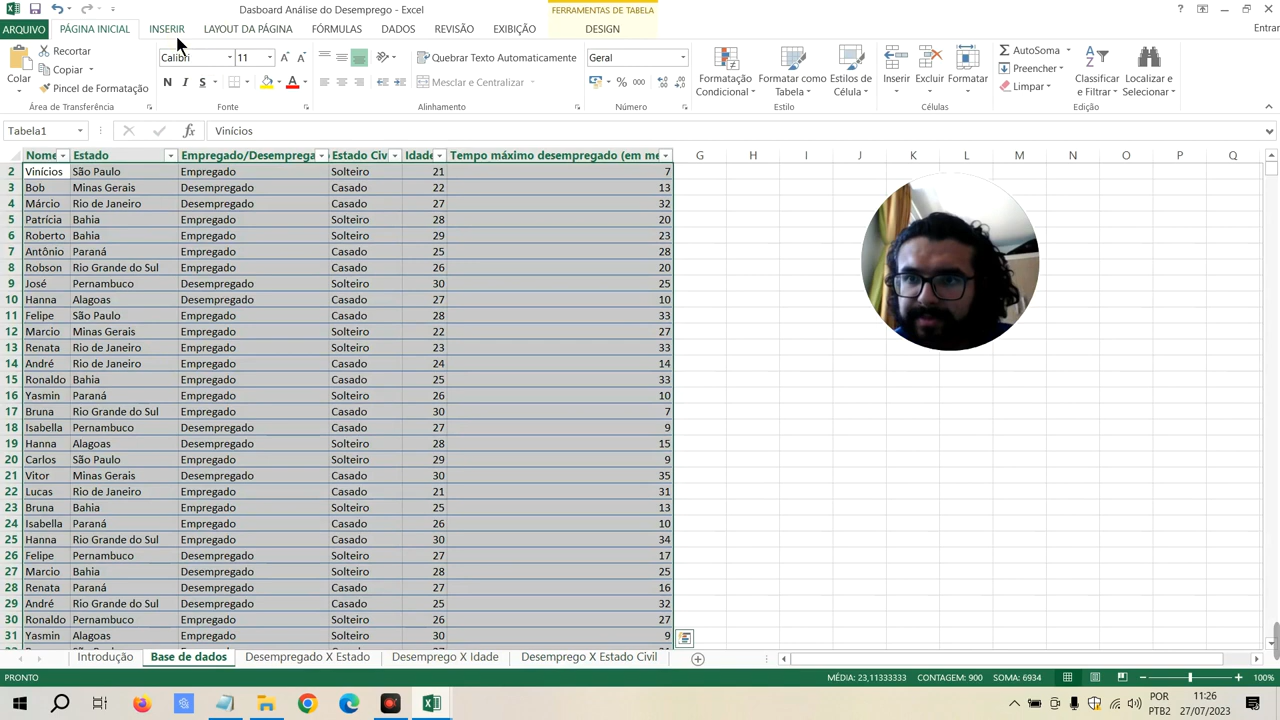 Dasboard Análise do Desemprego - Excel
FERRAMENTAS DE TABELA
ARQUIVO PÁGINA INICIAL INSERIR LAYOUT DA PÁGINA FÓRMULAS DADOS REVISÃO EXIBIÇÃO DESIGN Entrar
Colar Recortar Copiar Pincel de Formatação
Calibri 11
N I S
Quebrar Texto Automaticamente
Mesclar e Centralizar
Geral
% 000
Formatação Condicional Formatar como Tabela Estilos de Célula
Inserir Excluir Formatar
AutoSoma Preencher Limpar
Classificar e Filtrar Localizar e Selecionar
Área de Transferência Fonte Alinhamento Número Estilo Células Edição
Tabela1 fx Vinícios
Nome Estado Empregado/Desemprega Estado Civ Idade Tempo máximo desempregado (em me G H I J K L M N O P Q
2 Vinícios São Paulo Empregado Solteiro 21 7
3 Bob Minas Gerais Desempregado Casado 22 13
4 Márcio Rio de Janeiro Desempregado Casado 27 32
5 Patrícia Bahia Empregado Solteiro 28 20
6 Roberto Bahia Empregado Solteiro 29 23
7 Antônio Paraná Empregado Casado 25 28
8 Robson Rio Grande do Sul Empregado Casado 26 20
9 José Pernambuco Desempregado Solteiro 30 25
10 Hanna Alagoas Desempregado Casado 27 10
11 Felipe São Paulo Empregado Solteiro 28 33
12 Marcio Minas Gerais Empregado Solteiro 22 27
13 Renata Rio de Janeiro Empregado Solteiro 23 33
14 André Rio de Janeiro Empregado Casado 24 14
15 Ronaldo Bahia Empregado Casado 25 33
16 Yasmin Paraná Empregado Solteiro 26 10
17 Bruna Rio Grande do Sul Empregado Casado 30 7
18 Isabella Pernambuco Desempregado Solteiro 27 9
19 Hanna Alagoas Desempregado Solteiro 28 15
20 Carlos São Paulo Empregado Solteiro 29 9
21 Vitor Minas Gerais Desempregado Casado 30 35
22 Lucas Rio de Janeiro Empregado Casado 21 31
23 Bruna Bahia Empregado Solteiro 25 13
24 Isabella Paraná Empregado Casado 26 10
25 Hanna Rio Grande do Sul Empregado Casado 30 34
26 Felipe Pernambuco Desempregado Solteiro 27 17
27 Marcio Bahia Desempregado Solteiro 28 25
28 Renata Paraná Desempregado Casado 27 16
29 André Rio Grande do Sul Desempregado Casado 25 32
30 Ronaldo Pernambuco Desempregado Solteiro 26 27
31 Yasmin Alagoas Empregado Solteiro 30 9
Introdução Base de dados Desempregado X Estado Desemprego X Idade Desemprego X Estado Civil
PRONTO MÉDIA: 23,11333333 CONTAGEM: 900 SOMA: 6934 100%
POR 11:26
PTB2 27/07/2023